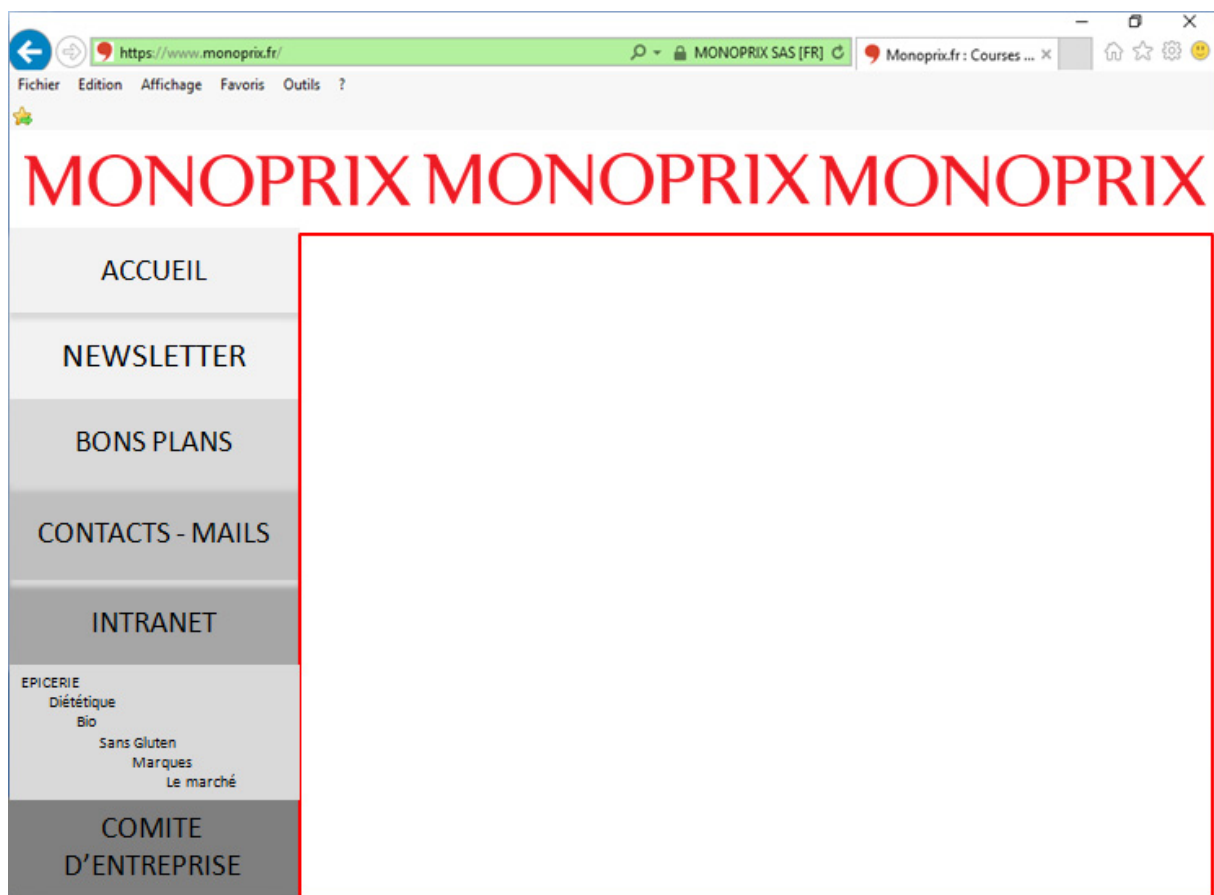 https://www.monoprix.fr/ MONOPRIX SAS [FR] Monoprix.fr : Courses ...
Fichier Edition Affichage Favoris Outils ?
MONOPRIX MONOPRIX MONOPRIX
ACCUEIL
NEWSLETTER
BONS PLANS
CONTACTS - MAILS
INTRANET
EPICERIE
Diététique
Bio
Sans Gluten
Marques
Le marché
COMITE
D’ENTREPRISE